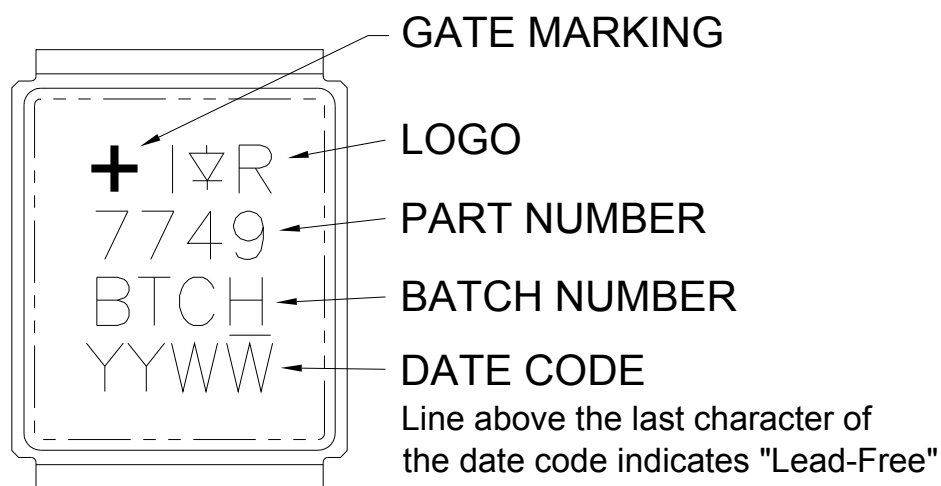 GATE MARKING
+ I R
LOGO
7749
PART NUMBER
BTCH
BATCH NUMBER
YYWW̅
DATE CODE
Line above the last character of
the date code indicates "Lead-Free"